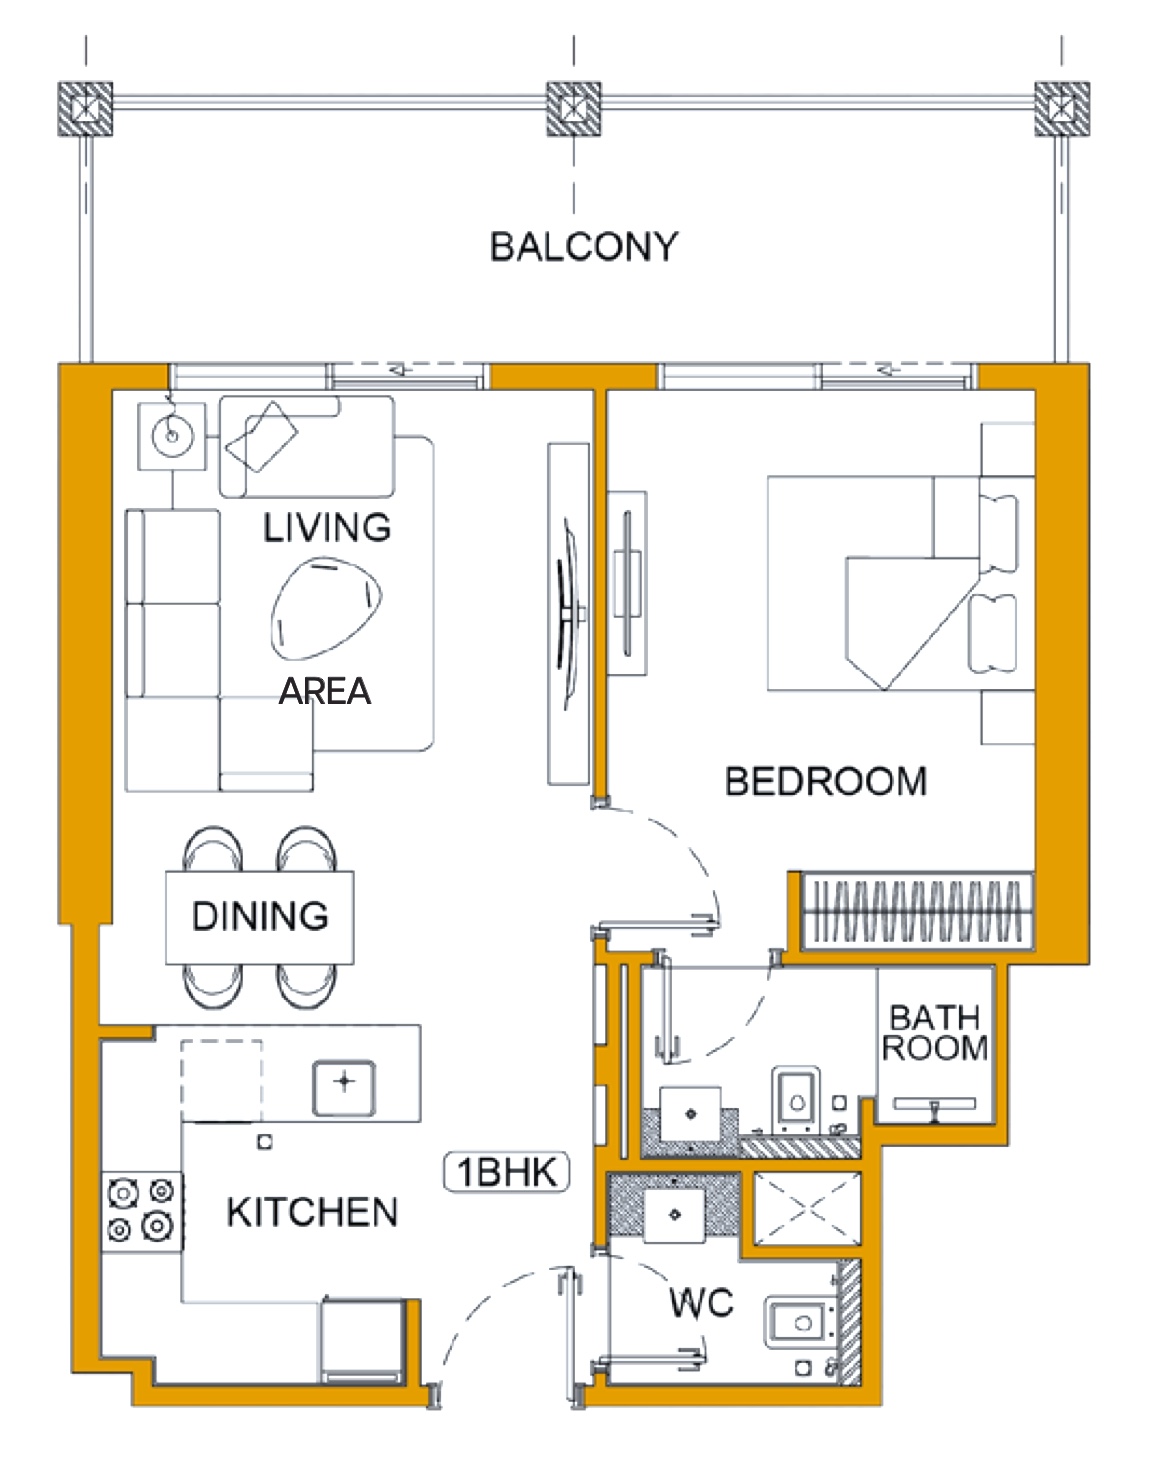 BALCONY
LIVING
AREA
BEDROOM
DINING
BATH
ROOM
1BHK
KITCHEN
WC